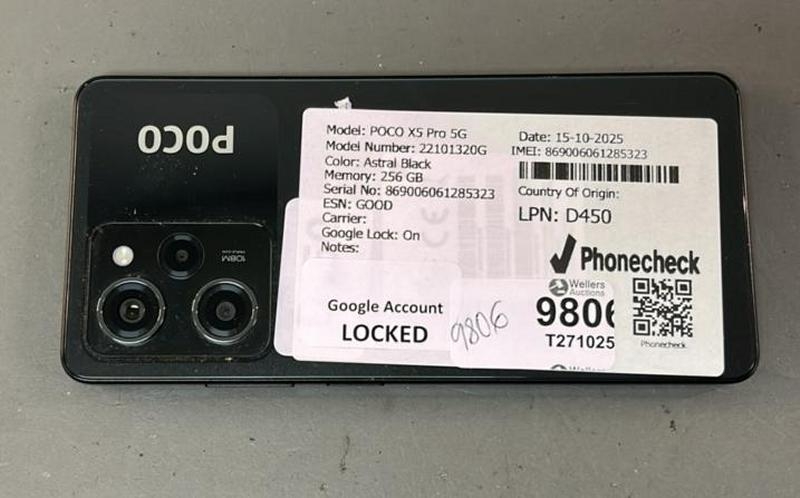 POCO
108MP
Model: POCO X5 Pro 5G
Model Number: 22101320G
Color: Astral Black
Memory: 256 GB
Serial No: 869006061285323
ESN: GOOD
Carrier:
Google Lock: On
Notes:
Date: 15-10-2025
IMEI: 869006061285323
Country Of Origin:
LPN: D450
Phonecheck
Google Account
LOCKED
9806
Wellers
Auctions
9806
T271025
Phonecheck